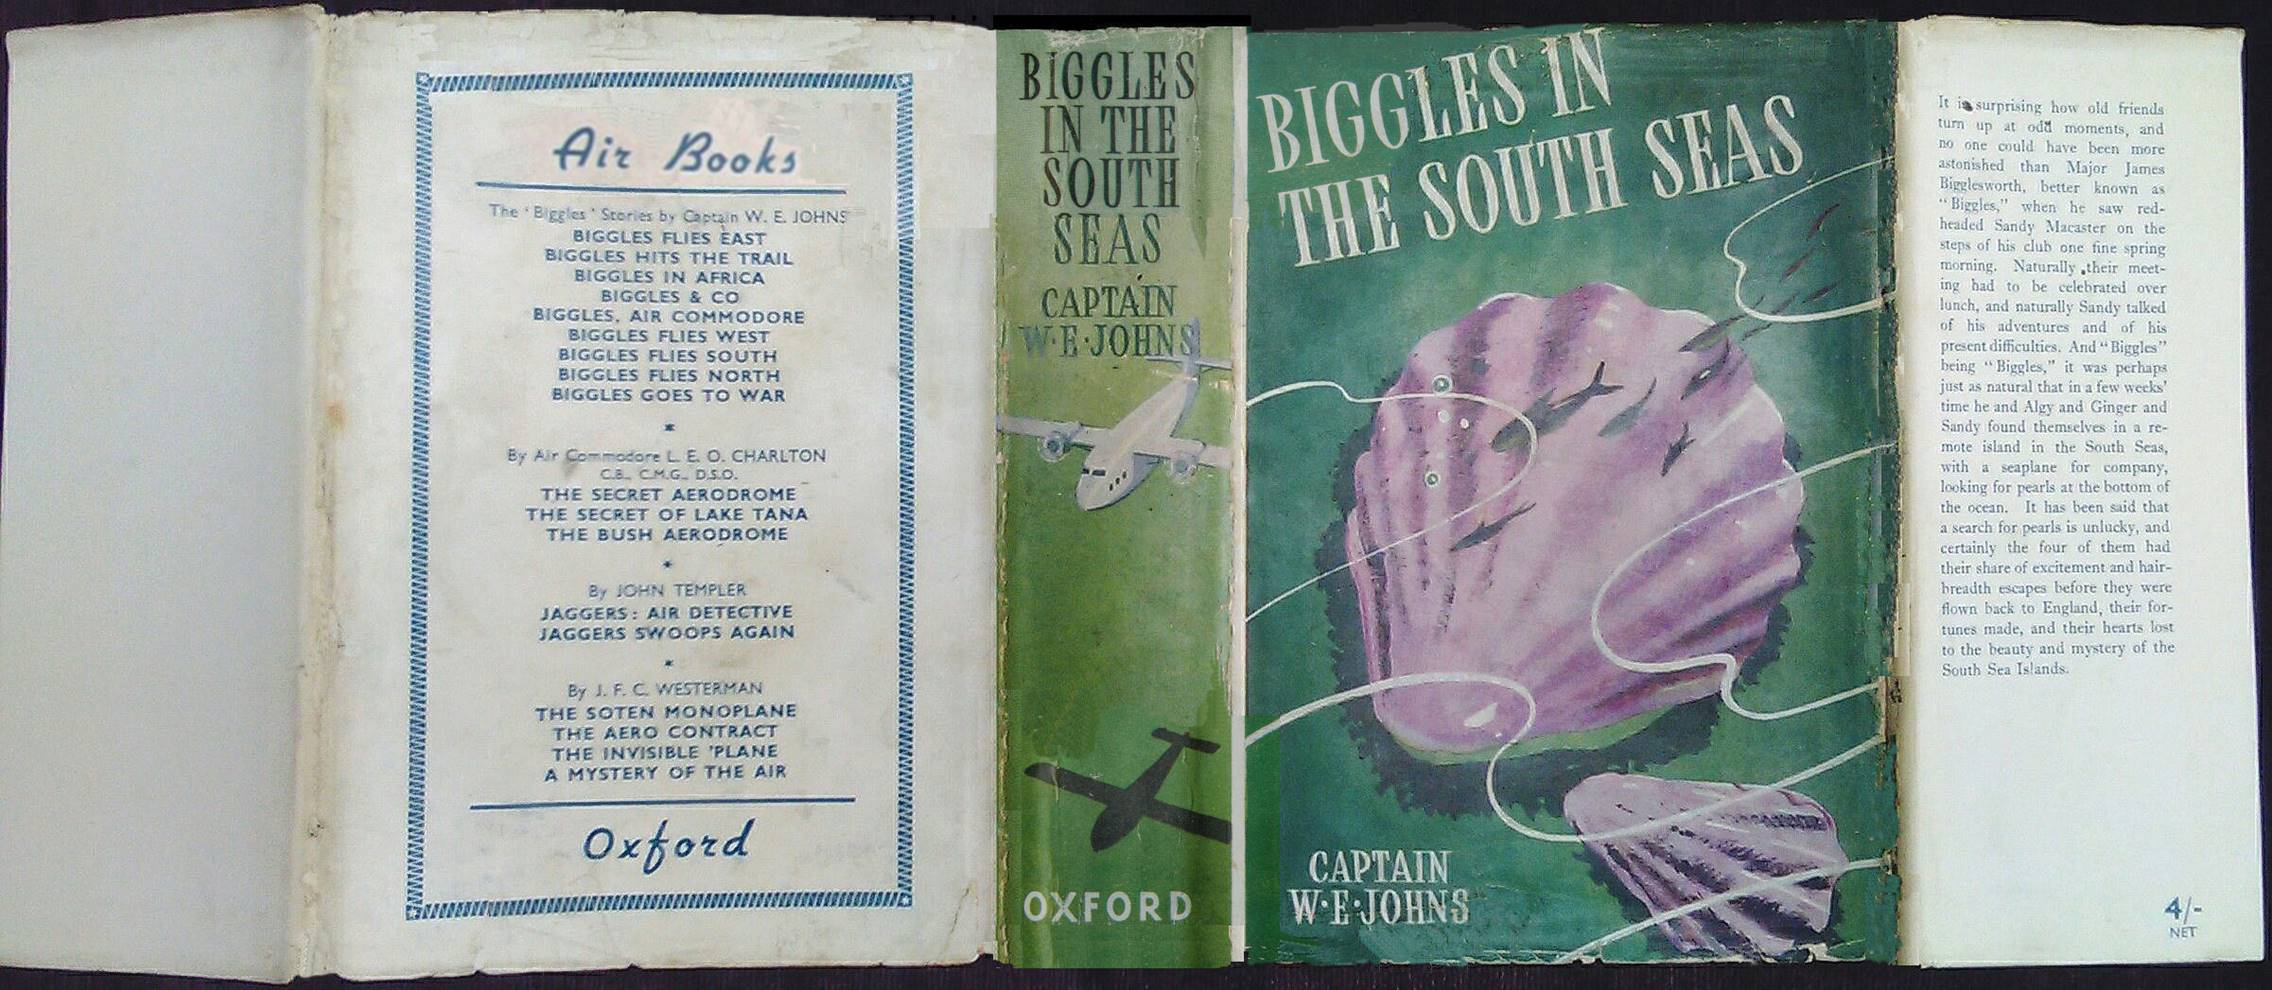 Air Books
The 'Biggles' Stories by Captain W. E. JOHNS
BIGGLES FLIES EAST
BIGGLES HITS THE TRAIL
BIGGLES IN AFRICA
BIGGLES & CO
BIGGLES, AIR COMMODORE
BIGGLES FLIES WEST
BIGGLES FLIES SOUTH
BIGGLES FLIES NORTH
BIGGLES GOES TO WAR
*
By Air Commodore L. E. O. CHARLTON
C.B., C.M.G., D.S.O.
THE SECRET AERODROME
THE SECRET OF LAKE TANA
THE BUSH AERODROME
*
By JOHN TEMPLER
JAGGERS: AIR DETECTIVE
JAGGERS SWOOPS AGAIN
*
By J. F. C. WESTERMAN
THE SOTEN MONOPLANE
THE AERO CONTRACT
THE INVISIBLE 'PLANE
A MYSTERY OF THE AIR
Oxford
BIGGLES
IN THE
SOUTH
SEAS
CAPTAIN
W·E·JOHNS
OXFORD
BIGGLES IN
THE SOUTH SEAS
CAPTAIN
W·E·JOHNS
It is surprising how old friends
turn up at odd moments, and
no one could have been more
astonished than Major James
Bigglesworth, better known as
"Biggles," when he saw red-
headed Sandy Macaster on the
steps of his club one fine spring
morning. Naturally their meet-
ing had to be celebrated over
lunch, and naturally Sandy talked
of his adventures and of his
present difficulties. And "Biggles"
being "Biggles," it was perhaps
just as natural that in a few weeks'
time he and Algy and Ginger and
Sandy found themselves in a re-
mote island in the South Seas,
with a seaplane for company,
looking for pearls at the bottom of
the ocean. It has been said that
a search for pearls is unlucky, and
certainly the four of them had
their share of excitement and hair-
breadth escapes before they were
flown back to England, their for-
tunes made, and their hearts lost
to the beauty and mystery of the
South Sea Islands.
4/-
NET